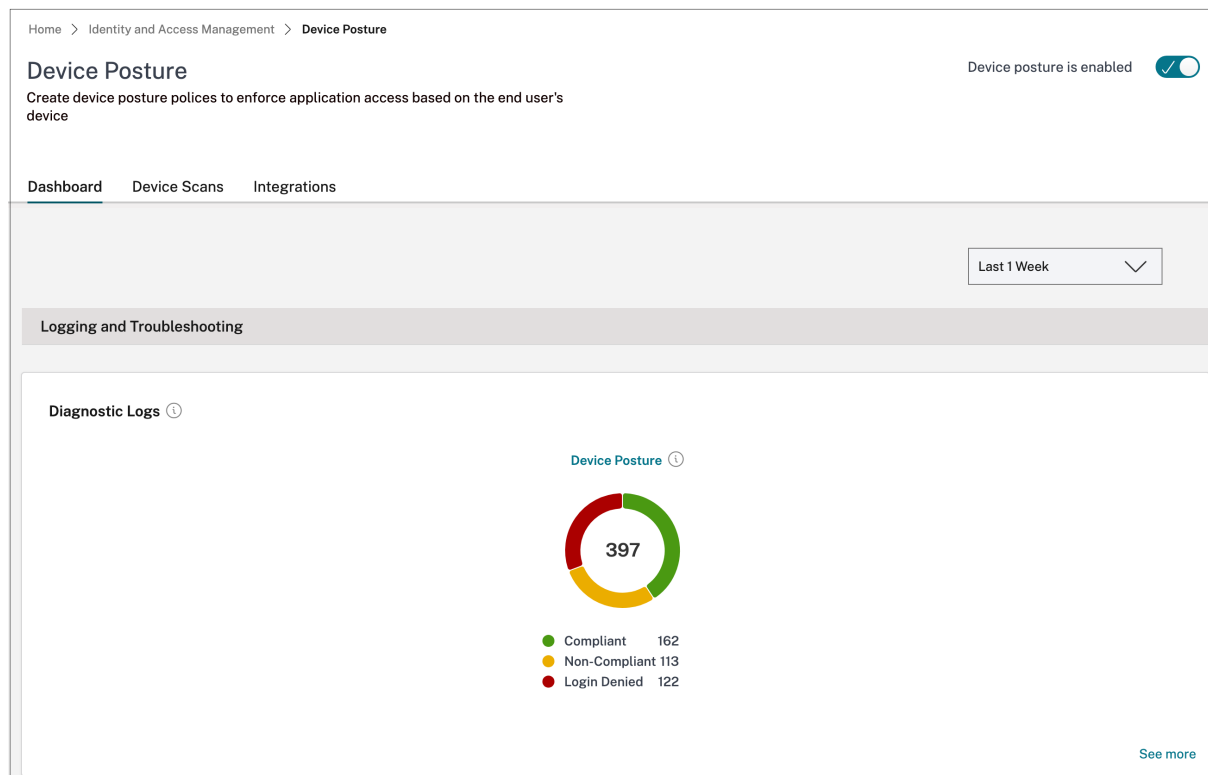 Home > Identity and Access Management > Device Posture
Device Posture
Device posture is enabled
Create device posture polices to enforce application access based on the end user's
device
Dashboard Device Scans Integrations
Last 1 Week
Logging and Troubleshooting
Diagnostic Logs
Device Posture
397
Compliant 162
Non-Compliant 113
Login Denied 122
See more